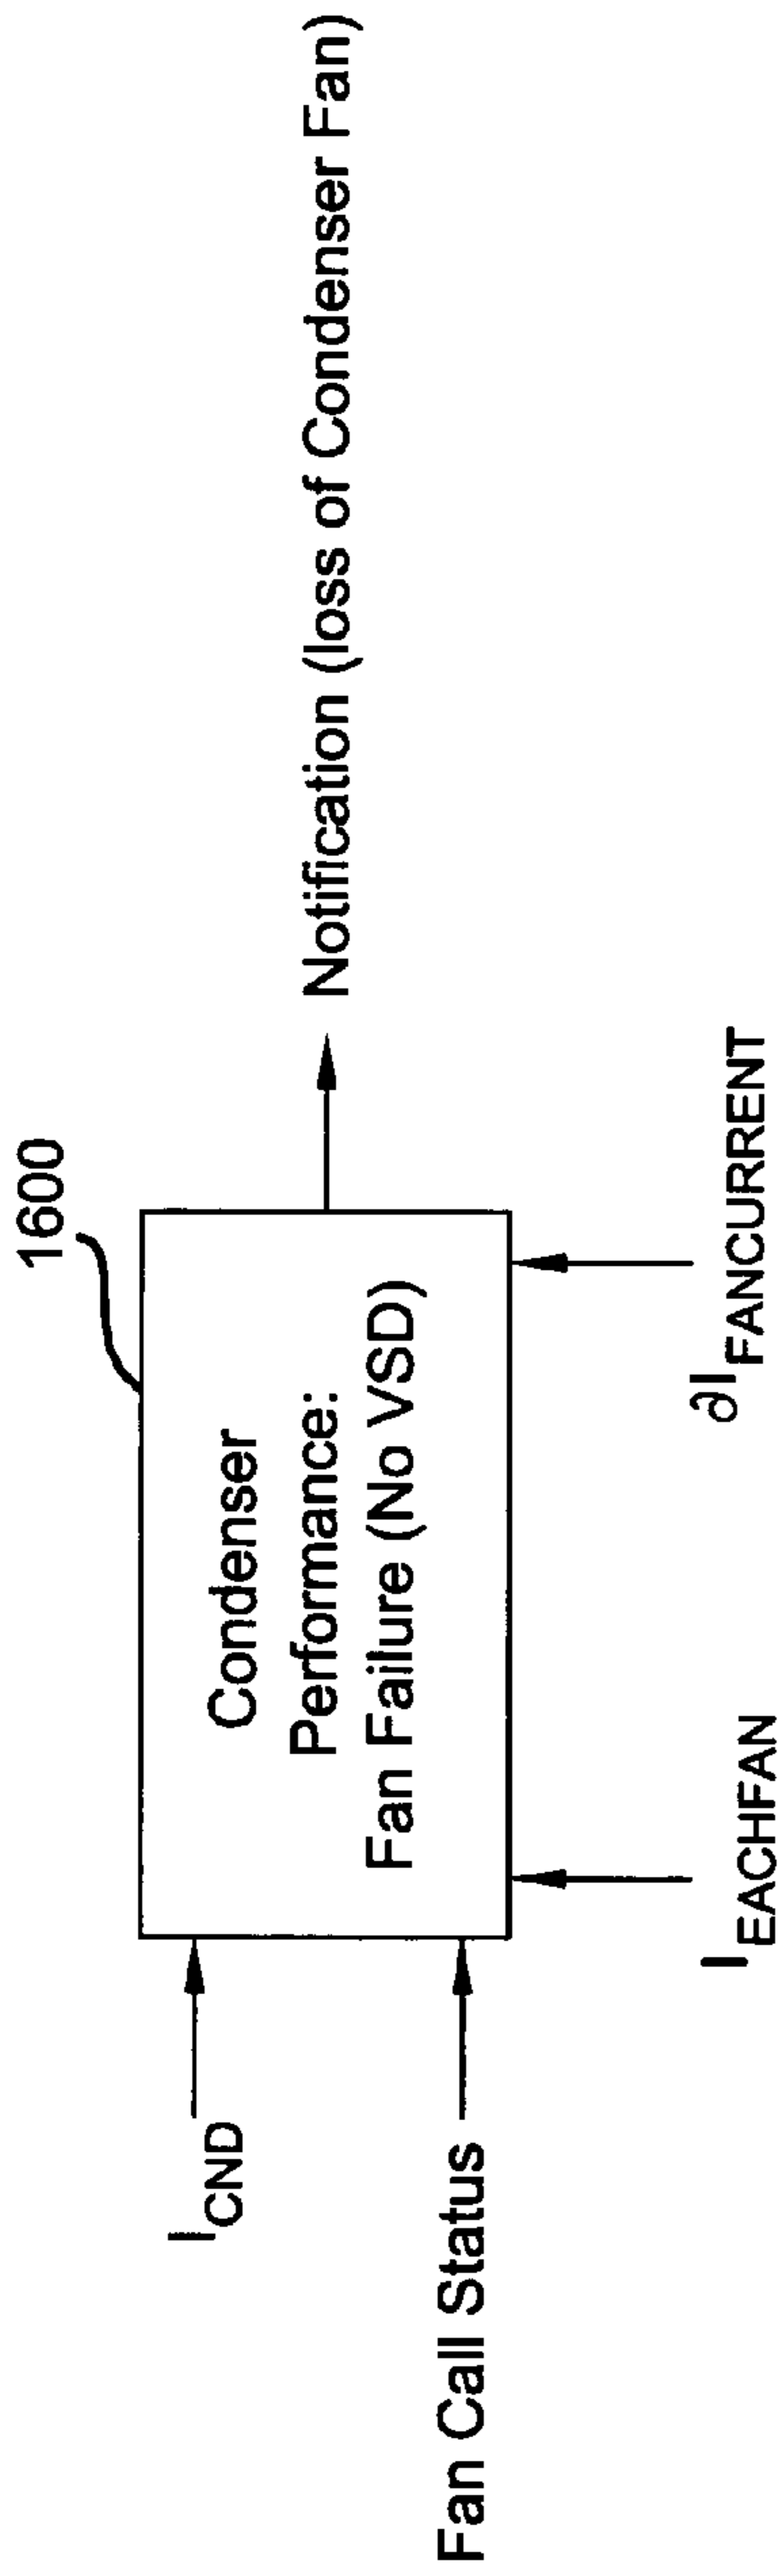 1600
I_CND
Fan Call Status
Condenser
Performance:
Fan Failure (No VSD)
Notification (loss of Condenser Fan)
I_EACHFAN
∂I_FANCURRENT